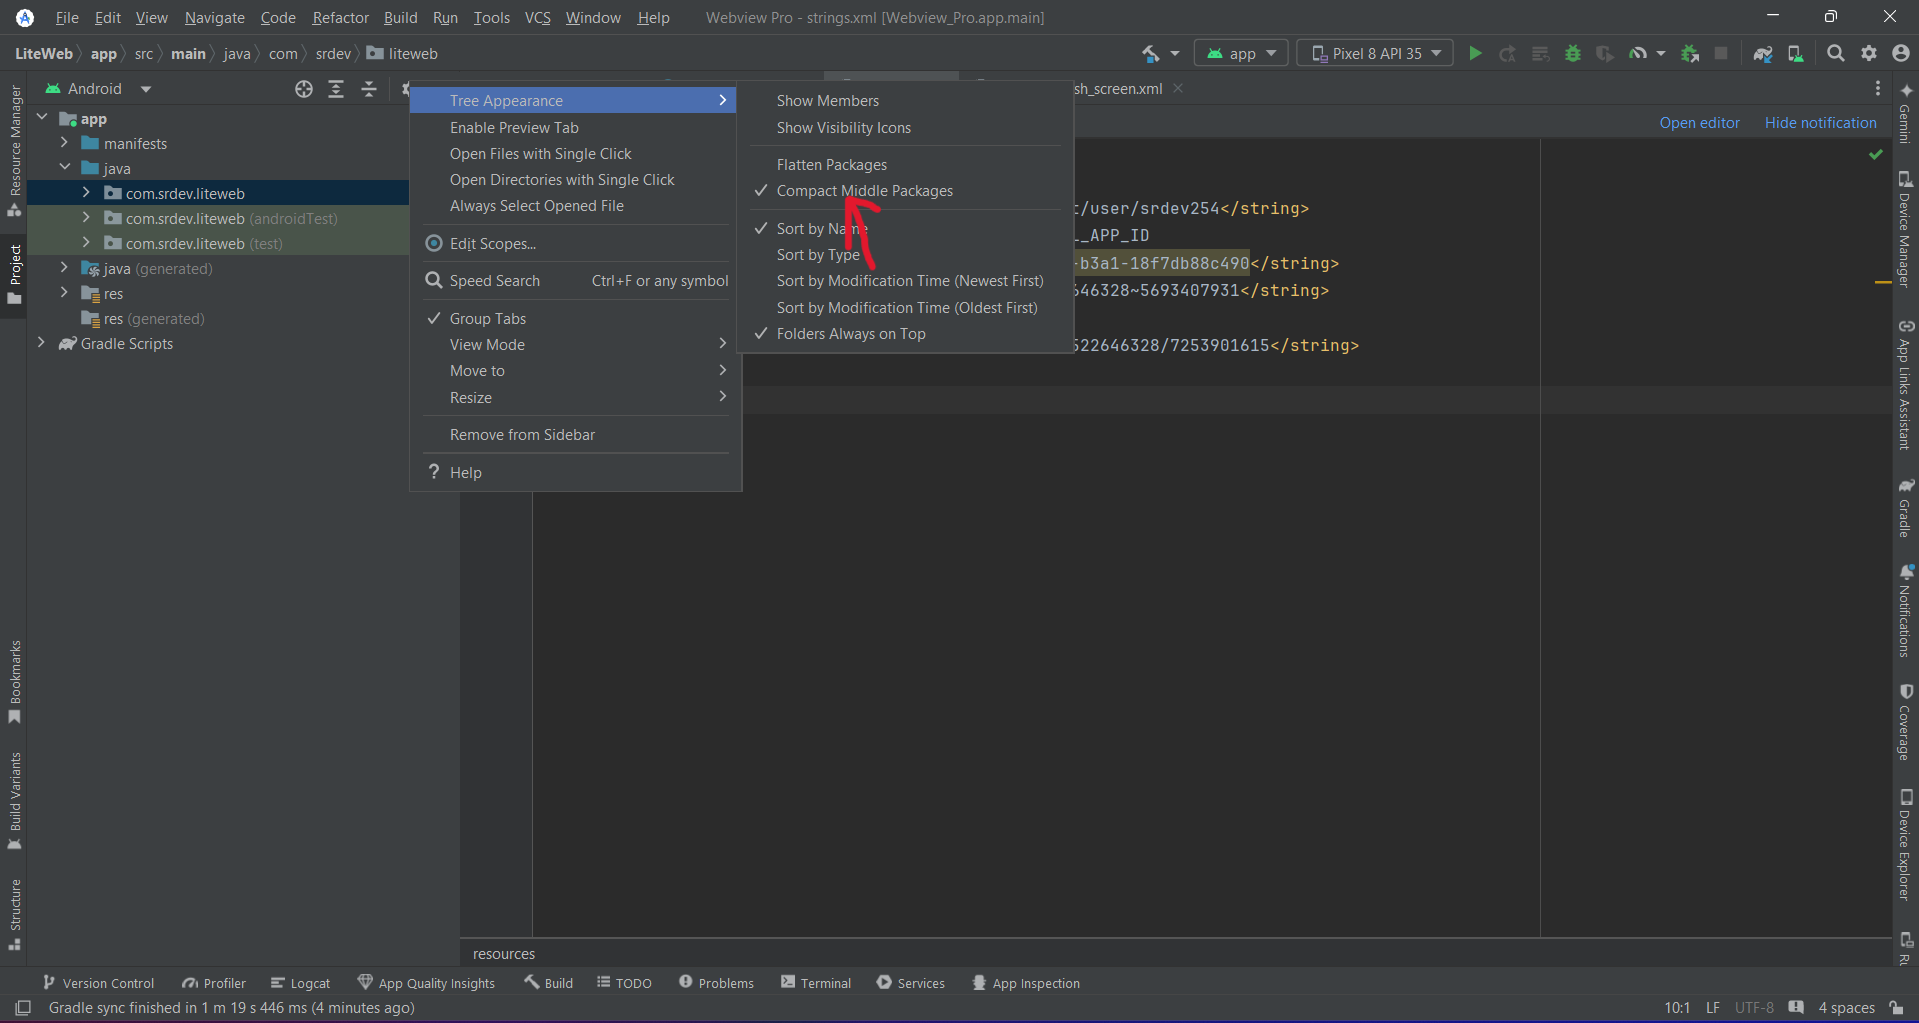 File Edit View Navigate Code Refactor Build Run Tools VCS Window Help Webview Pro - strings.xml [Webview_Pro.app.main]
LiteWeb app src main java com srdev liteweb app Pixel 8 API 35
Android
sh_screen.xml
Open editor Hide notification
app
manifests
java
com.srdev.liteweb
com.srdev.liteweb (androidTest)
com.srdev.liteweb (test)
java (generated)
res
res (generated)
Gradle Scripts
Tree Appearance
Enable Preview Tab
Open Files with Single Click
Open Directories with Single Click
Always Select Opened File
Edit Scopes...
Speed Search Ctrl+F or any symbol
Group Tabs
View Mode
Move to
Resize
Remove from Sidebar
? Help
Show Members
Show Visibility Icons
Flatten Packages
Compact Middle Packages
Sort by Name
Sort by Type
Sort by Modification Time (Newest First)
Sort by Modification Time (Oldest First)
Folders Always on Top
/user/srdev254</string>
_APP_ID
-b3a1-18f7db88c490</string>
646328~5693407931</string>
522646328/7253901615</string>
Resource Manager
Project
Bookmarks
Build Variants
Structure
Gemini
Device Manager
App Links Assistant
Gradle
Notifications
Coverage
Device Explorer
resources
Version Control Profiler Logcat App Quality Insights Build TODO Problems Terminal Services App Inspection
Gradle sync finished in 1 m 19 s 446 ms (4 minutes ago) 10:1 LF UTF-8 4 spaces